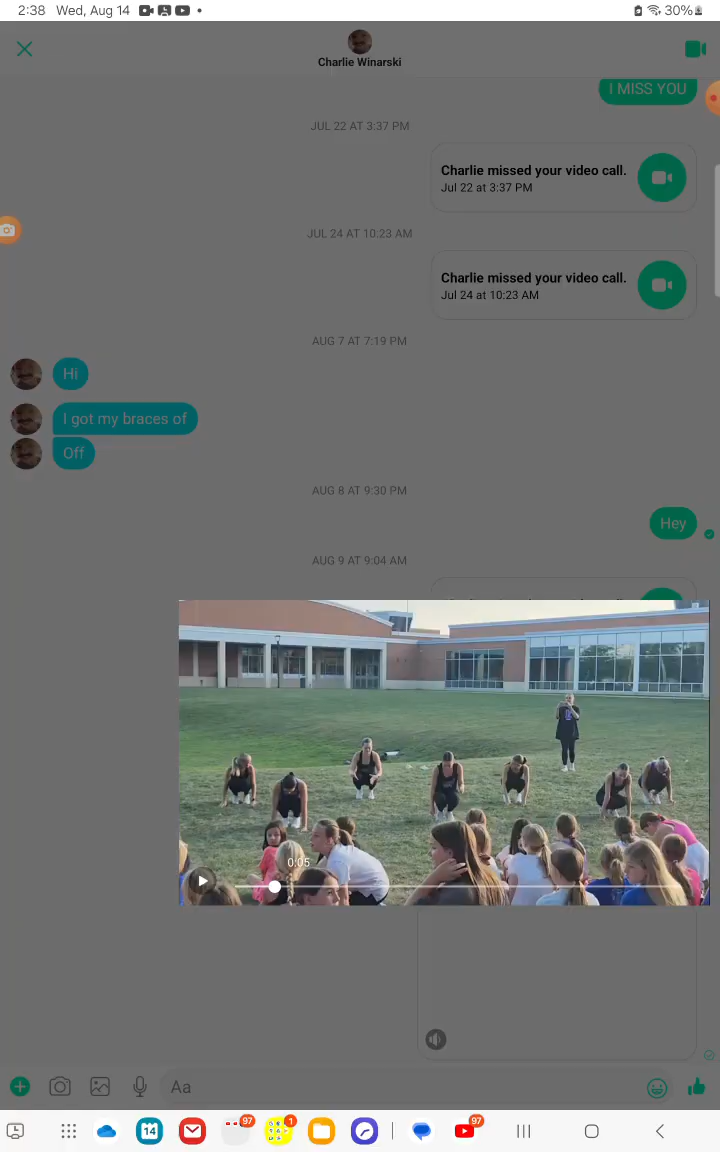 2:38 Wed, Aug 14
30%
Charlie Winarski
I MISS YOU
JUL 22 AT 3:37 PM
Charlie missed your video call.
Jul 22 at 3:37 PM
JUL 24 AT 10:23 AM
Charlie missed your video call.
Jul 24 at 10:23 AM
AUG 7 AT 7:19 PM
Hi
I got my braces of
Off
AUG 8 AT 9:30 PM
Hey
AUG 9 AT 9:04 AM
0:05
Aa
14
97
1
97